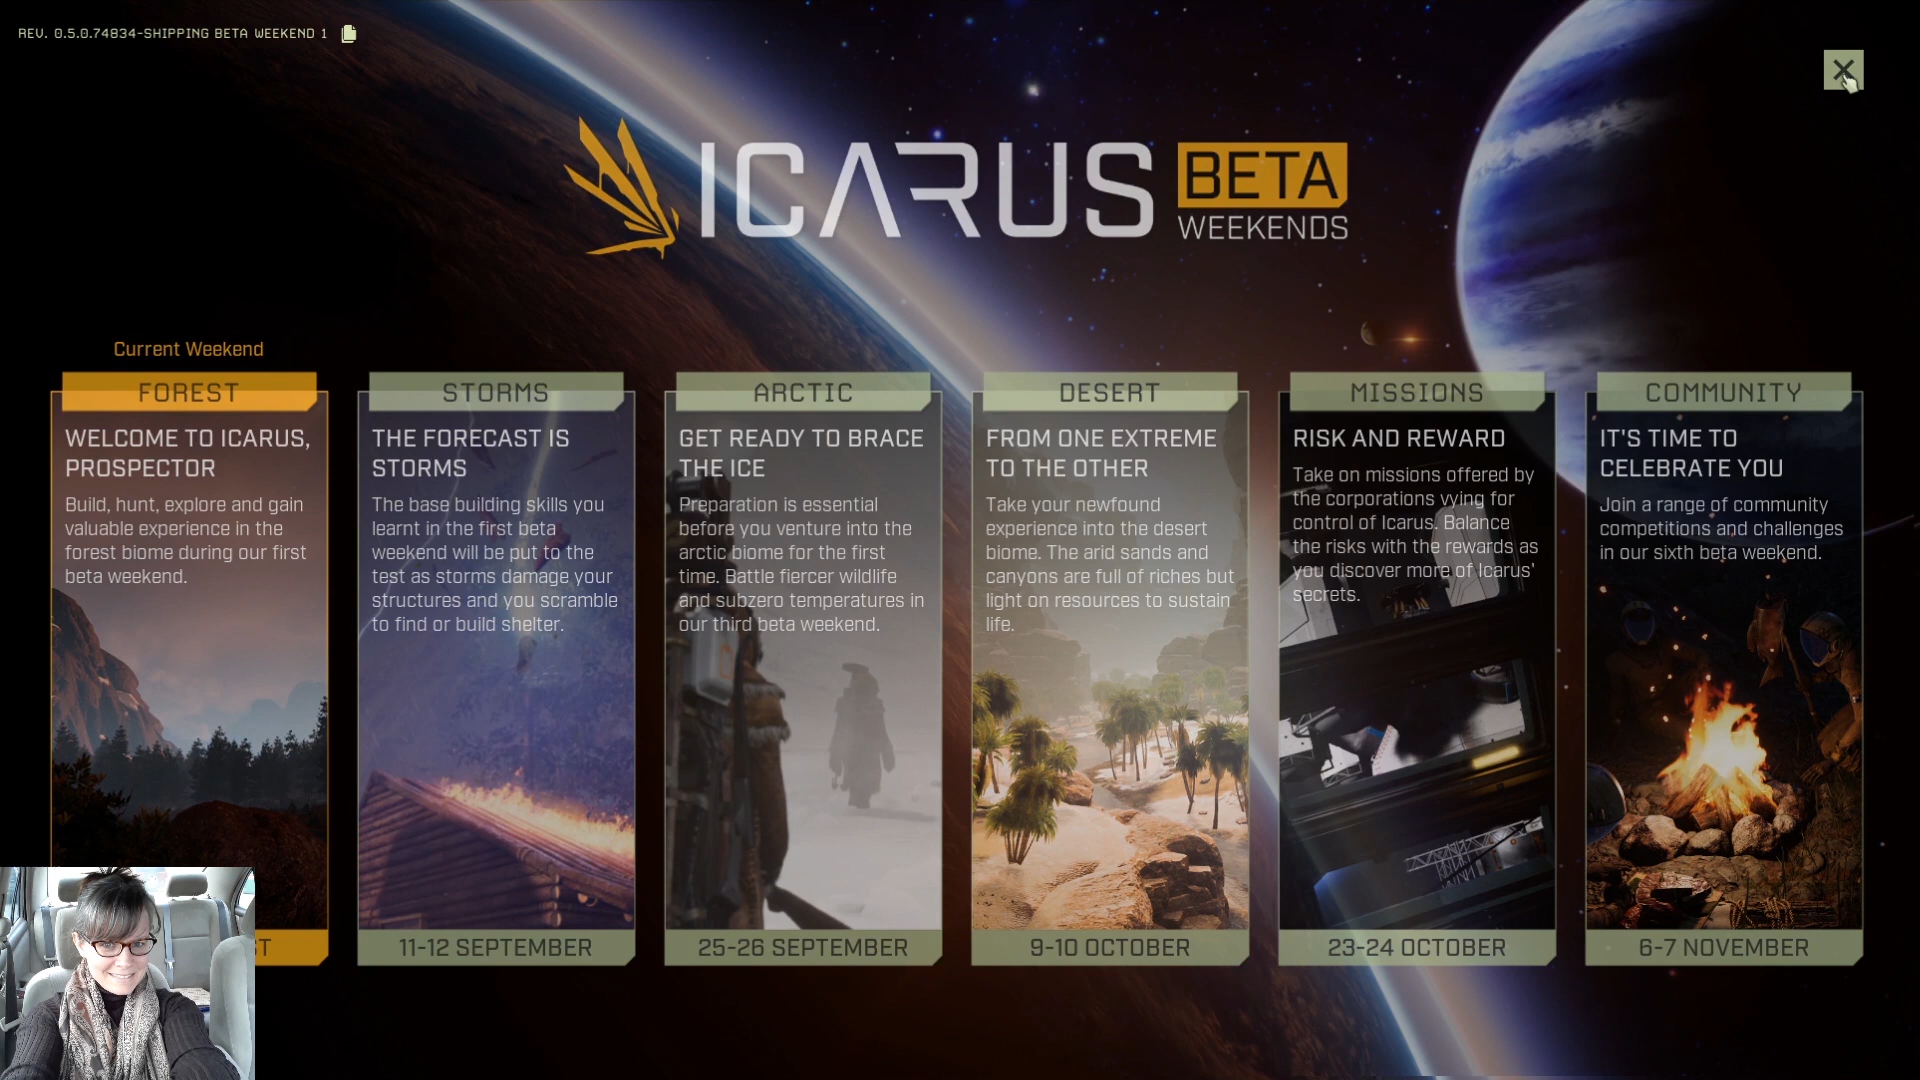 REV. 0.5.0.74834-SHIPPING BETA WEEKEND 1
ICARUS BETA
WEEKENDS
Current Weekend
FOREST
WELCOME TO ICARUS,
PROSPECTOR
Build, hunt, explore and gain
valuable experience in the
forest biome during our first
beta weekend.
STORMS
THE FORECAST IS
STORMS
The base building skills you
learnt in the first beta
weekend will be put to the
test as storms damage your
structures and you scramble
to find or build shelter.
11-12 SEPTEMBER
ARCTIC
GET READY TO BRACE
THE ICE
Preparation is essential
before you venture into the
arctic biome for the first
time. Battle fiercer wildlife
and subzero temperatures in
our third beta weekend.
25-26 SEPTEMBER
DESERT
FROM ONE EXTREME
TO THE OTHER
Take your newfound
experience into the desert
biome. The arid sands and
canyons are full of riches but
light on resources to sustain
life.
9-10 OCTOBER
MISSIONS
RISK AND REWARD
Take on missions offered by
the corporations vying for
control of Icarus. Balance
the risks with the rewards as
you discover more of Icarus'
secrets.
23-24 OCTOBER
COMMUNITY
IT'S TIME TO
CELEBRATE YOU
Join a range of community
competitions and challenges
in our sixth beta weekend.
6-7 NOVEMBER